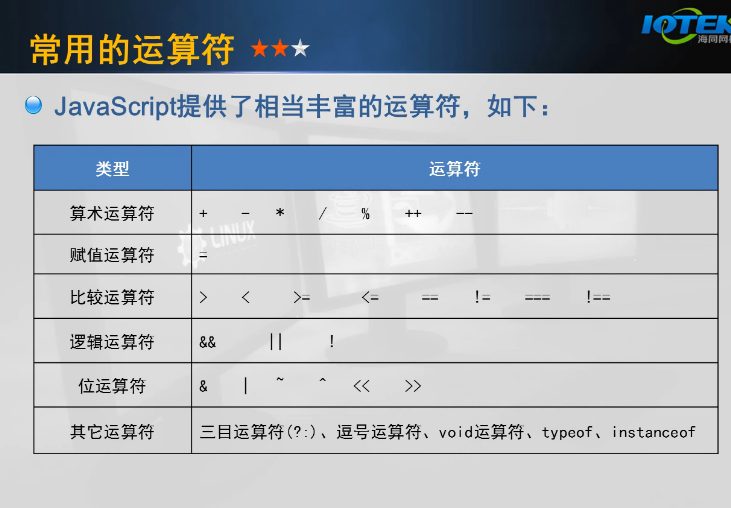 常用的运算符
IOTEK
海同网校
JavaScript提供了相当丰富的运算符，如下：
类型 运算符
算术运算符 + - * / % ++ --
赋值运算符 =
LINUX
比较运算符 > < >= <= == != === !==
逻辑运算符 && || !
位运算符 & | ~ ^ << >>
其它运算符 三目运算符(?:)、逗号运算符、void运算符、typeof、instanceof